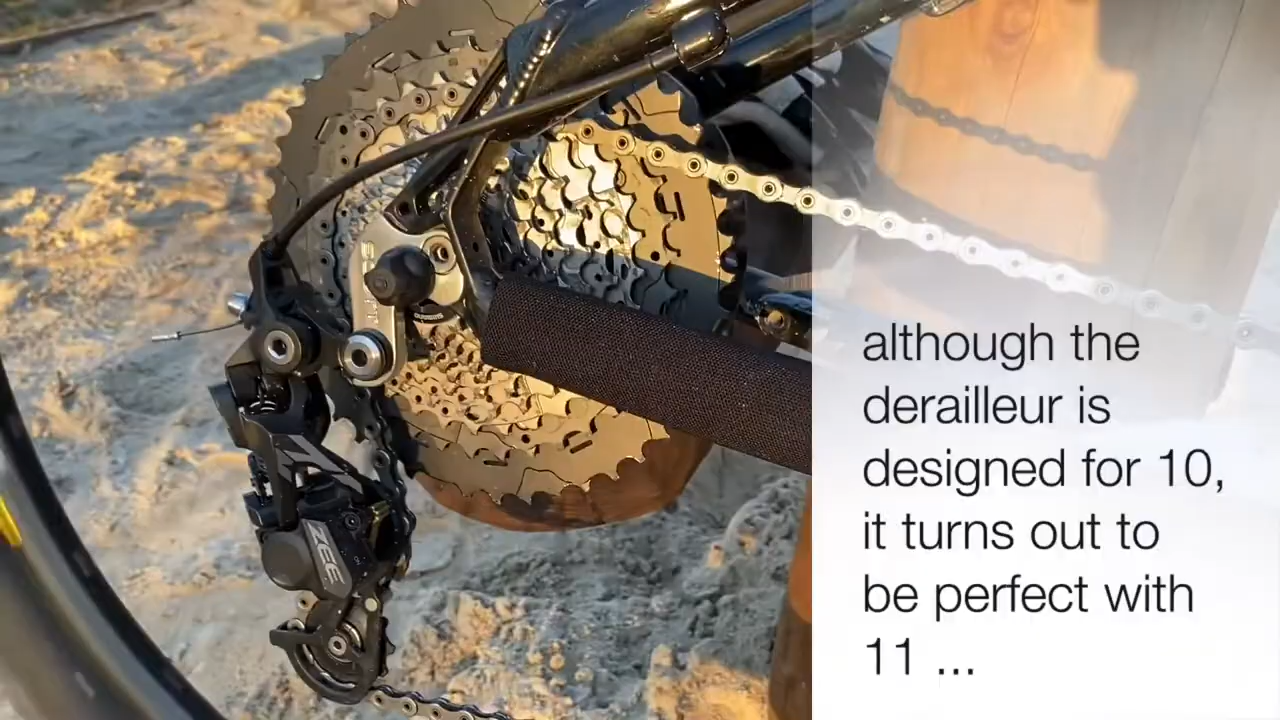 ZEE
although the
derailleur is
designed for 10,
it turns out to
be perfect with
11 ...